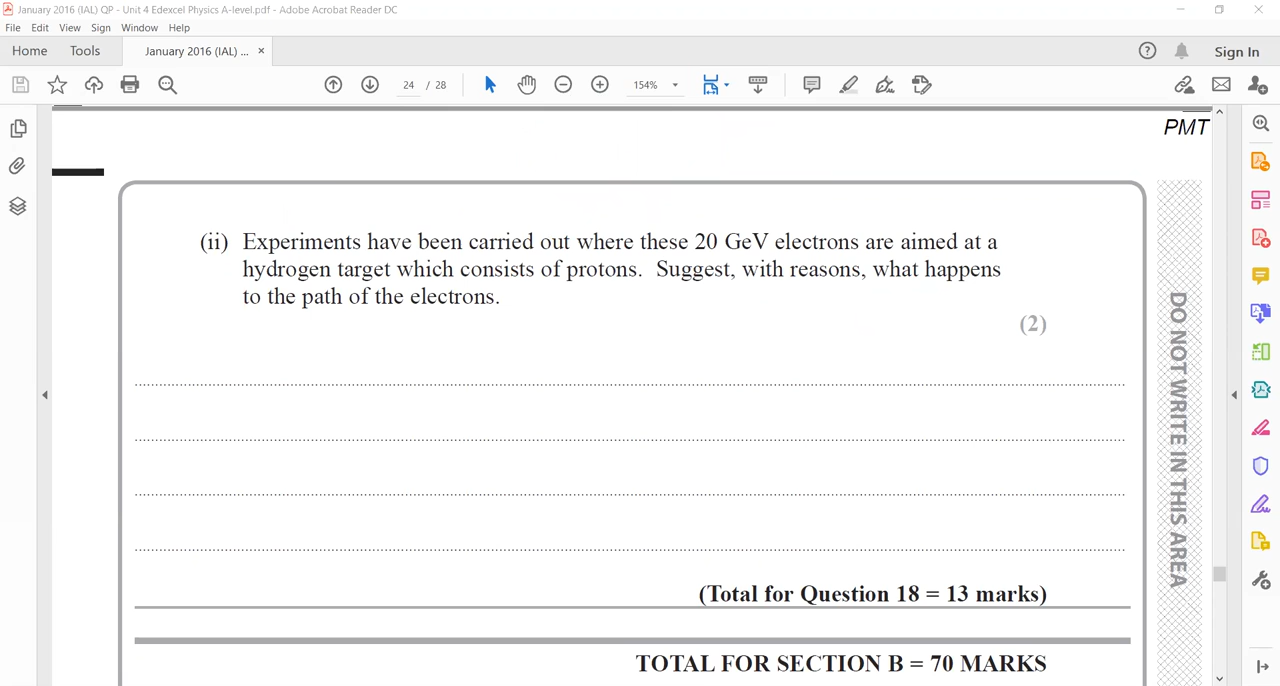 January 2016 (IAL) QP - Unit 4 Edexcel Physics A-level.pdf - Adobe Acrobat Reader DC
File Edit View Sign Window Help
Home Tools January 2016 (IAL) ... × Sign In
24 / 28 154%
PMT
(ii) Experiments have been carried out where these 20 GeV electrons are aimed at a
hydrogen target which consists of protons. Suggest, with reasons, what happens
to the path of the electrons.
(2)
DO NOT WRITE IN THIS AREA
(Total for Question 18 = 13 marks)
TOTAL FOR SECTION B = 70 MARKS